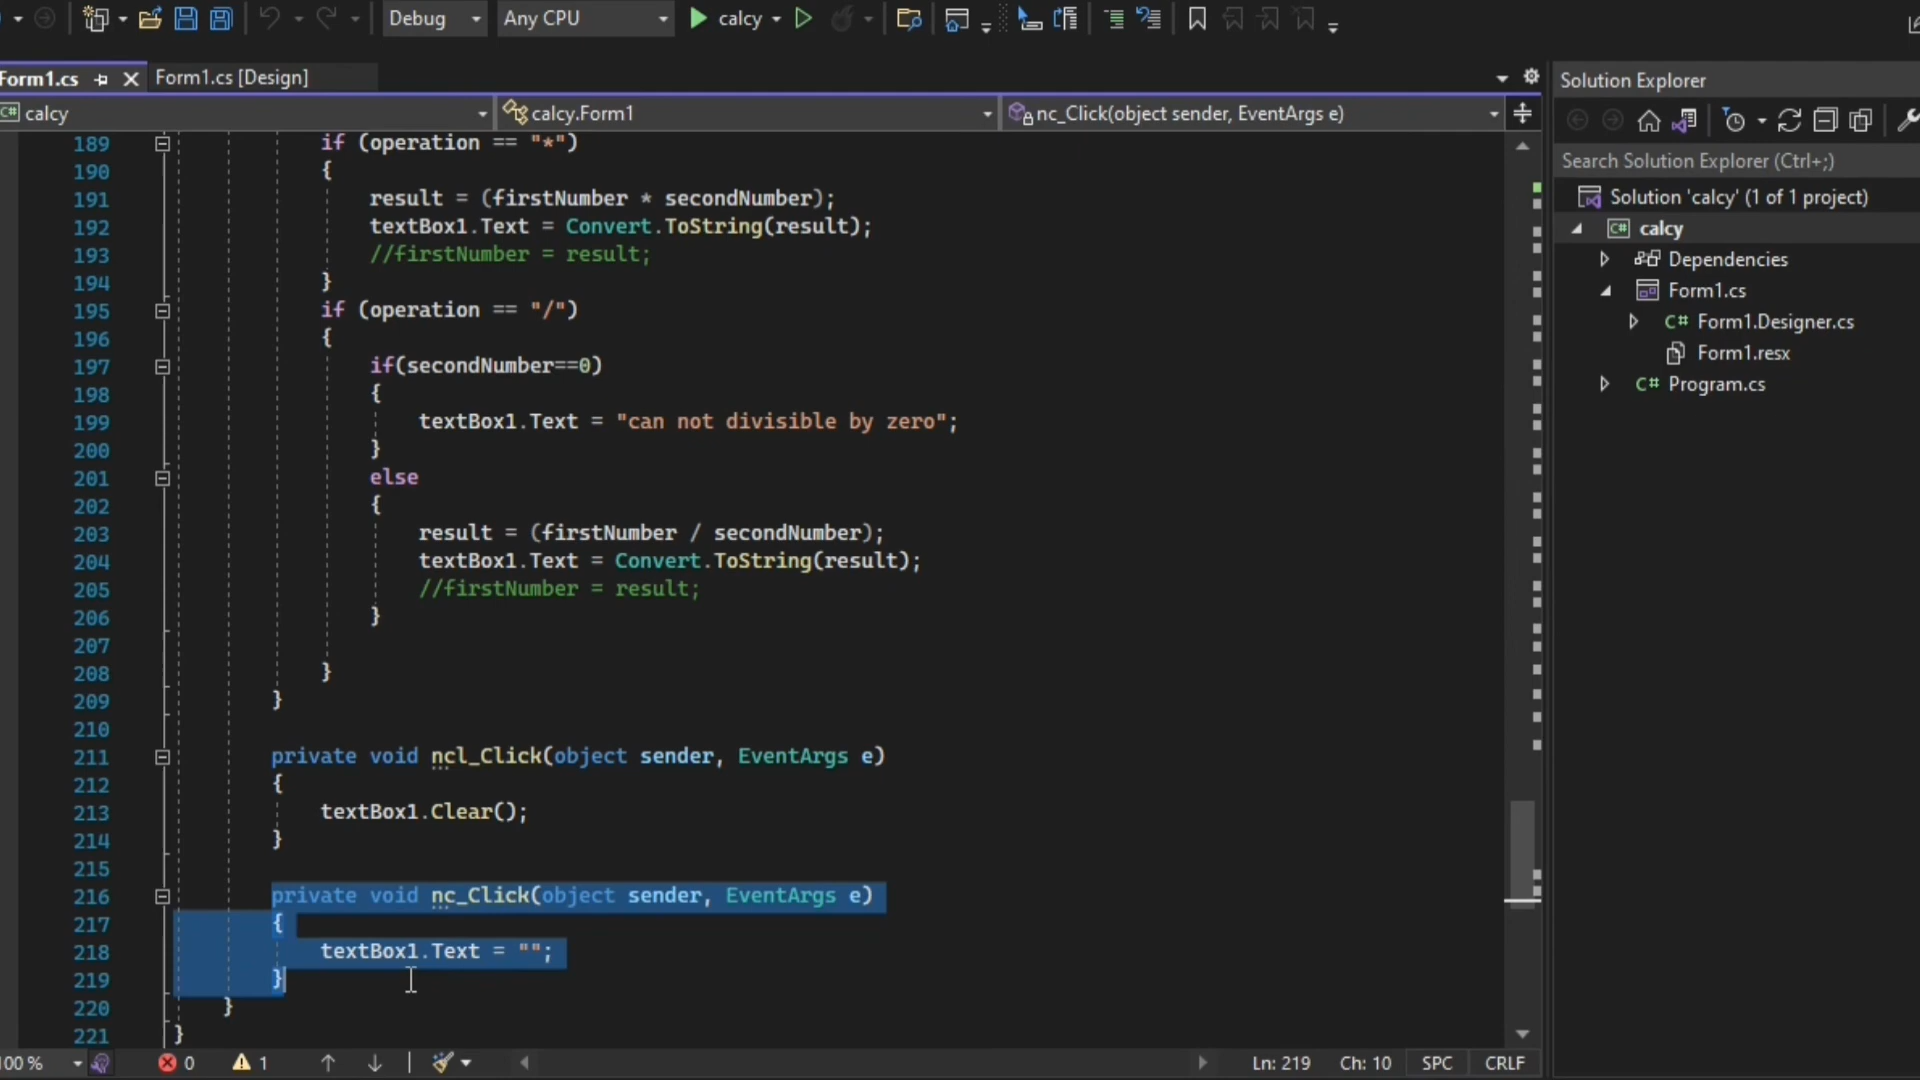 Debug Any CPU calcy
Form1.cs Form1.cs [Design]
calcy calcy.Form1 nc_Click(object sender, EventArgs e)
189 if (operation == "*")
190 {
191 result = (firstNumber * secondNumber);
192 textBox1.Text = Convert.ToString(result);
193 //firstNumber = result;
194 }
195 if (operation == "/")
196 {
197 if(secondNumber==0)
198 {
199 textBox1.Text = "can not divisible by zero";
200 }
201 else
202 {
203 result = (firstNumber / secondNumber);
204 textBox1.Text = Convert.ToString(result);
205 //firstNumber = result;
206 }
207
208 }
209 }
210
211 private void ncl_Click(object sender, EventArgs e)
212 {
213 textBox1.Clear();
214 }
215
216 private void nc_Click(object sender, EventArgs e)
217 {
218 textBox1.Text = "";
219 }
220 }
221 }
00 % 0 1 Ln: 219 Ch: 10 SPC CRLF
Solution Explorer
Search Solution Explorer (Ctrl+;)
Solution 'calcy' (1 of 1 project)
C# calcy
Dependencies
Form1.cs
C# Form1.Designer.cs
Form1.resx
C# Program.cs